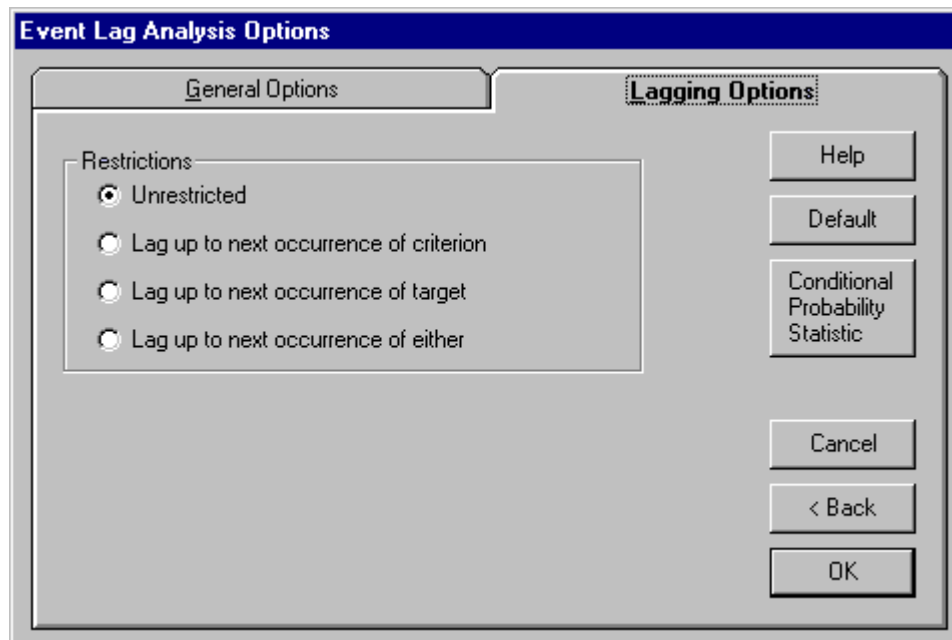 Event Lag Analysis Options
General Options
Lagging Options
Restrictions
Unrestricted
Lag up to next occurrence of criterion
Lag up to next occurrence of target
Lag up to next occurrence of either
Help
Default
Conditional
Probability
Statistic
Cancel
< Back
OK